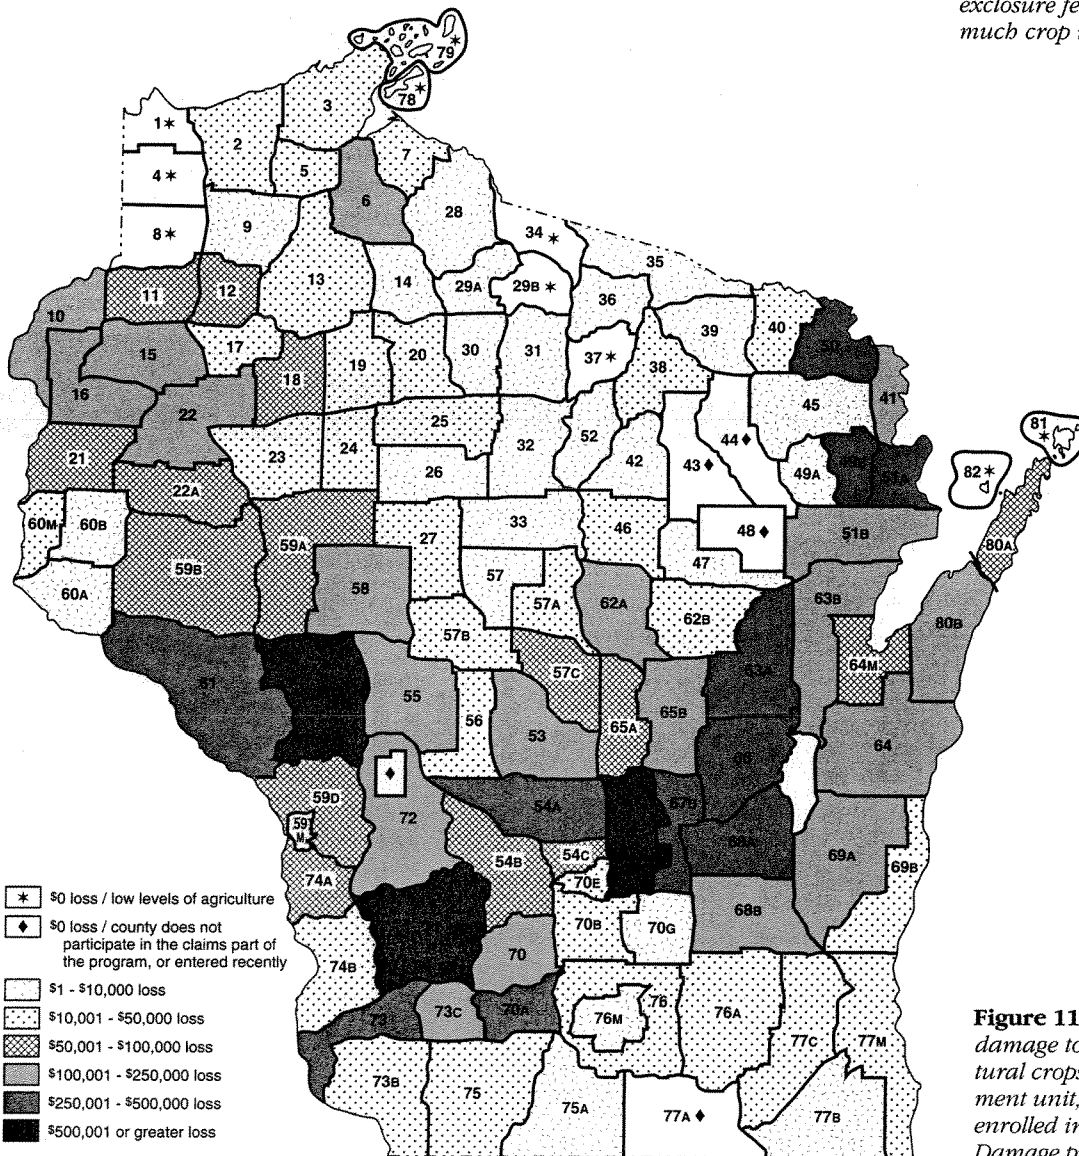 exclosure fe
much crop
79 *
78 *
3
1 *
2
7
5
4 *
6
28
9
34 *
8 *
35
13
14
29A
29B *
36
11
12
10
39
40
50
17
15
20
30
31
37 *
38
19
18
16
22
41
45
25
81 *
44 ♦
52
32
21
23
24
42
43 ♦
26
49A
82 *
22A
60M
60B
33
46
48 ♦
51B
27
59A
80A
47
59B
57
58
60A
57A
62A
63B
62B
80B
57B
64M
57C
63A
61
55
65B
56
65A
53
64
66
♦
59D
54A
67B
72
59
M
68A
54B
54C
69A
69B
74A
70E
68B
70B
70G
70
74B
76
73C
70A
76M
76A
73
77C
77M
73B
75
75A
77A ♦
77B
* $0 loss / low levels of agriculture
♦ $0 loss / county does not
participate in the claims part of
the program, or entered recently
$1 - $10,000 loss
$10,001 - $50,000 loss
$50,001 - $100,000 loss
$100,001 - $250,000 loss
$250,001 - $500,000 loss
$500,001 or greater loss
Figure 11
damage to
tural crops
ment unit,
enrolled in
Damage p